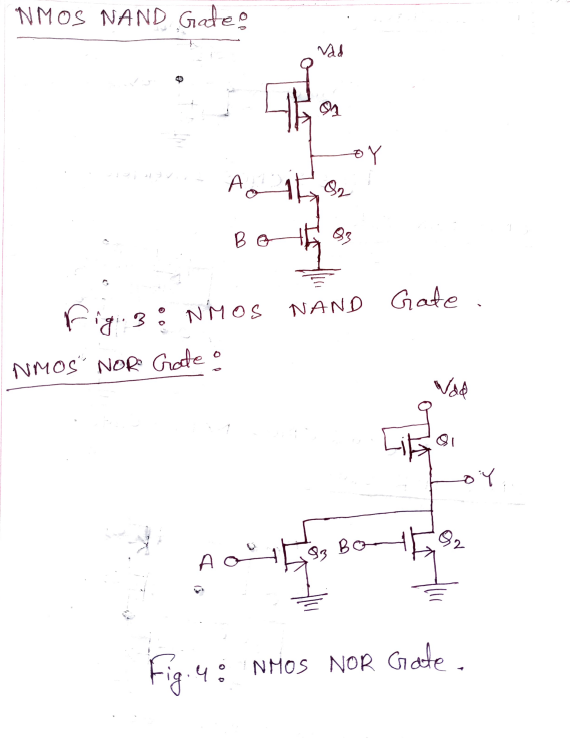 NMOS NAND Gate:
Vdd
Q1
Y
A Q2
B Q3
Fig. 3: NMOS NAND Gate.
NMOS NOR Gate:
Vdd
Q1
Y
A Q3 B Q2
Fig. 4: NMOS NOR Gate.